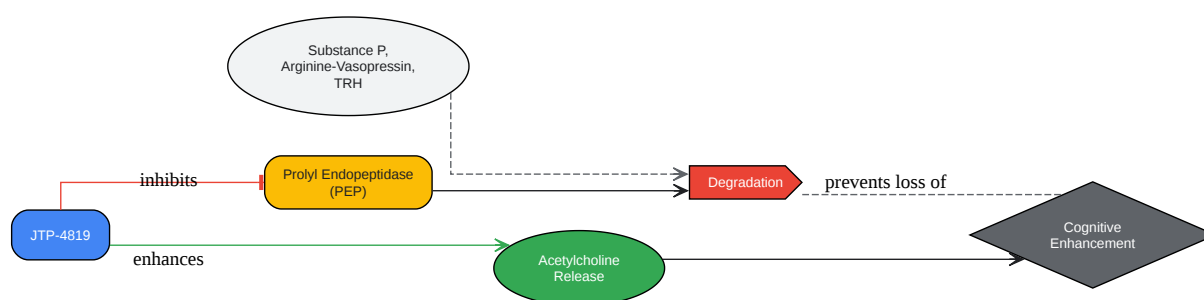 Substance P,
Arginine-Vasopressin,
TRH
inhibits
Prolyl Endopeptidase
(PEP)
Degradation
prevents loss of
JTP-4819
enhances
Acetylcholine
Release
Cognitive
Enhancement